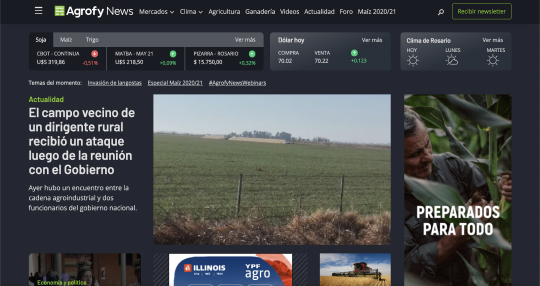 Agrofy News
Mercados
Clima
Agricultura
Ganadería
Videos
Actualidad
Foro
Maíz 2020/21
Recibir newsletter
Soja
Maíz
Trigo
Ver más
CBOT - CONTINUA
U$S 319,86
-0,51%
MATBA - MAY 21
U$S 218,50
+0,09%
PIZARRA - ROSARIO
$ 15.750,00
+0,32%
Dólar hoy
Ver más
COMPRA
70.02
VENTA
70.22
+0.123
Clima de Rosario
Ver más
HOY
LUNES
MARTES
Temas del momento:
Invasión de langostas
Especial Maíz 2020/21
#AgrofyNewsWebinars
Actualidad
El campo vecino de
un dirigente rural
recibió un ataque
luego de la reunión
con el Gobierno
Ayer hubo un encuentro entre la
cadena agroindustrial y dos
funcionarios del gobierno nacional.
PREPARADOS
PARA TODO
Economía y política
ILLINOIS
YPF
agro